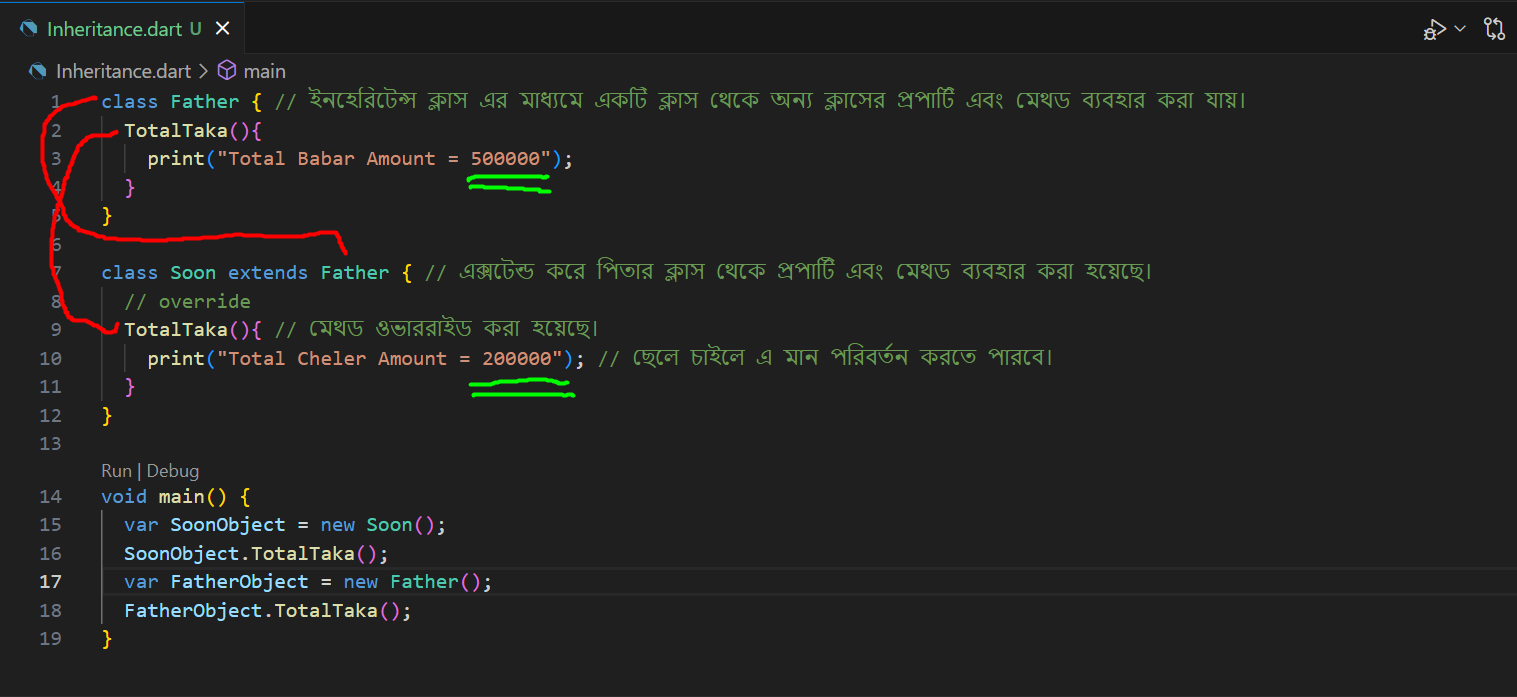 Inheritance.dart U
Inheritance.dart > main
1 class Father { // ইনহেরিটেন্স ক্লাস এর মাধ্যমে একটি ক্লাস থেকে অন্য ক্লাসের প্রপার্টি এবং মেথড ব্যবহার করা যায়।
2 TotalTaka(){
3 print("Total Babar Amount = 500000");
4 }
5 }
6
7 class Soon extends Father { // এক্সটেন্ড করে পিতার ক্লাস থেকে প্রপার্টি এবং মেথড ব্যবহার করা হয়েছে।
8 // override
9 TotalTaka(){ // মেথড ওভাররাইড করা হয়েছে।
10 print("Total Cheler Amount = 200000"); // ছেলে চাইলে এ মান পরিবর্তন করতে পারবে।
11 }
12 }
13
Run | Debug
14 void main() {
15 var SoonObject = new Soon();
16 SoonObject.TotalTaka();
17 var FatherObject = new Father();
18 FatherObject.TotalTaka();
19 }